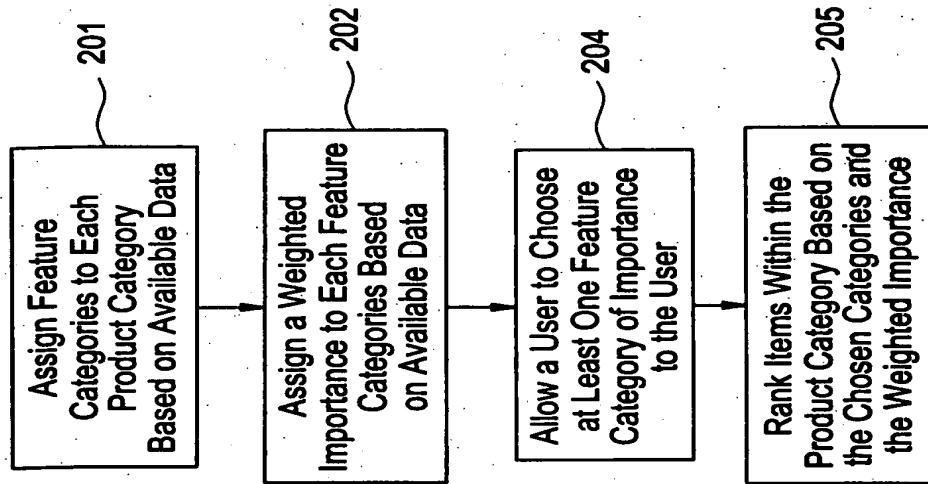 201
Assign Feature
Categories to Each
Product Category
Based on Available Data
202
Assign a Weighted
Importance to Each Feature
Categories Based
on Available Data
204
Allow a User to Choose
at Least One Feature
Category of Importance
to the User
205
Rank Items Within the
Product Category Based on
the Chosen Categories and
the Weighted Importance